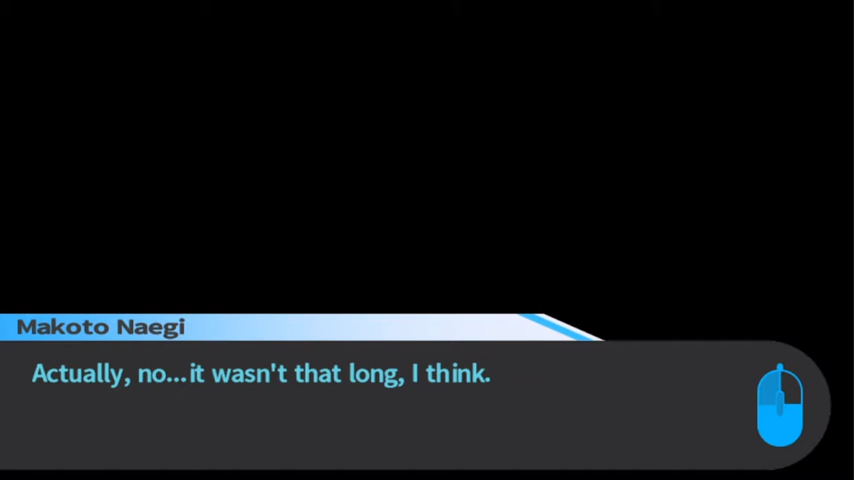 Makoto Naegi
Actually, no...it wasn't that long, I think.